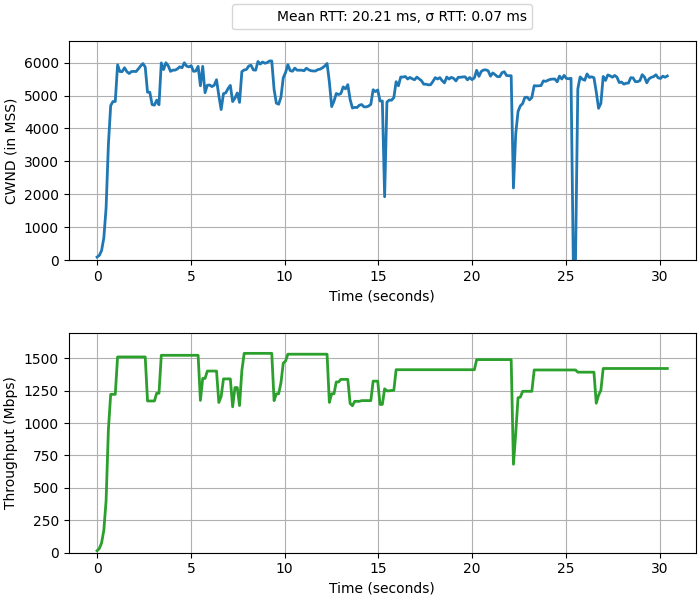 Mean RTT: 20.21 ms, σ RTT: 0.07 ms
CWND (in MSS)
6000
5000
4000
3000
2000
1000
0
0 5 10 15 20 25 30
Time (seconds)
Throughput (Mbps)
1500
1250
1000
750
500
250
0
0 5 10 15 20 25 30
Time (seconds)